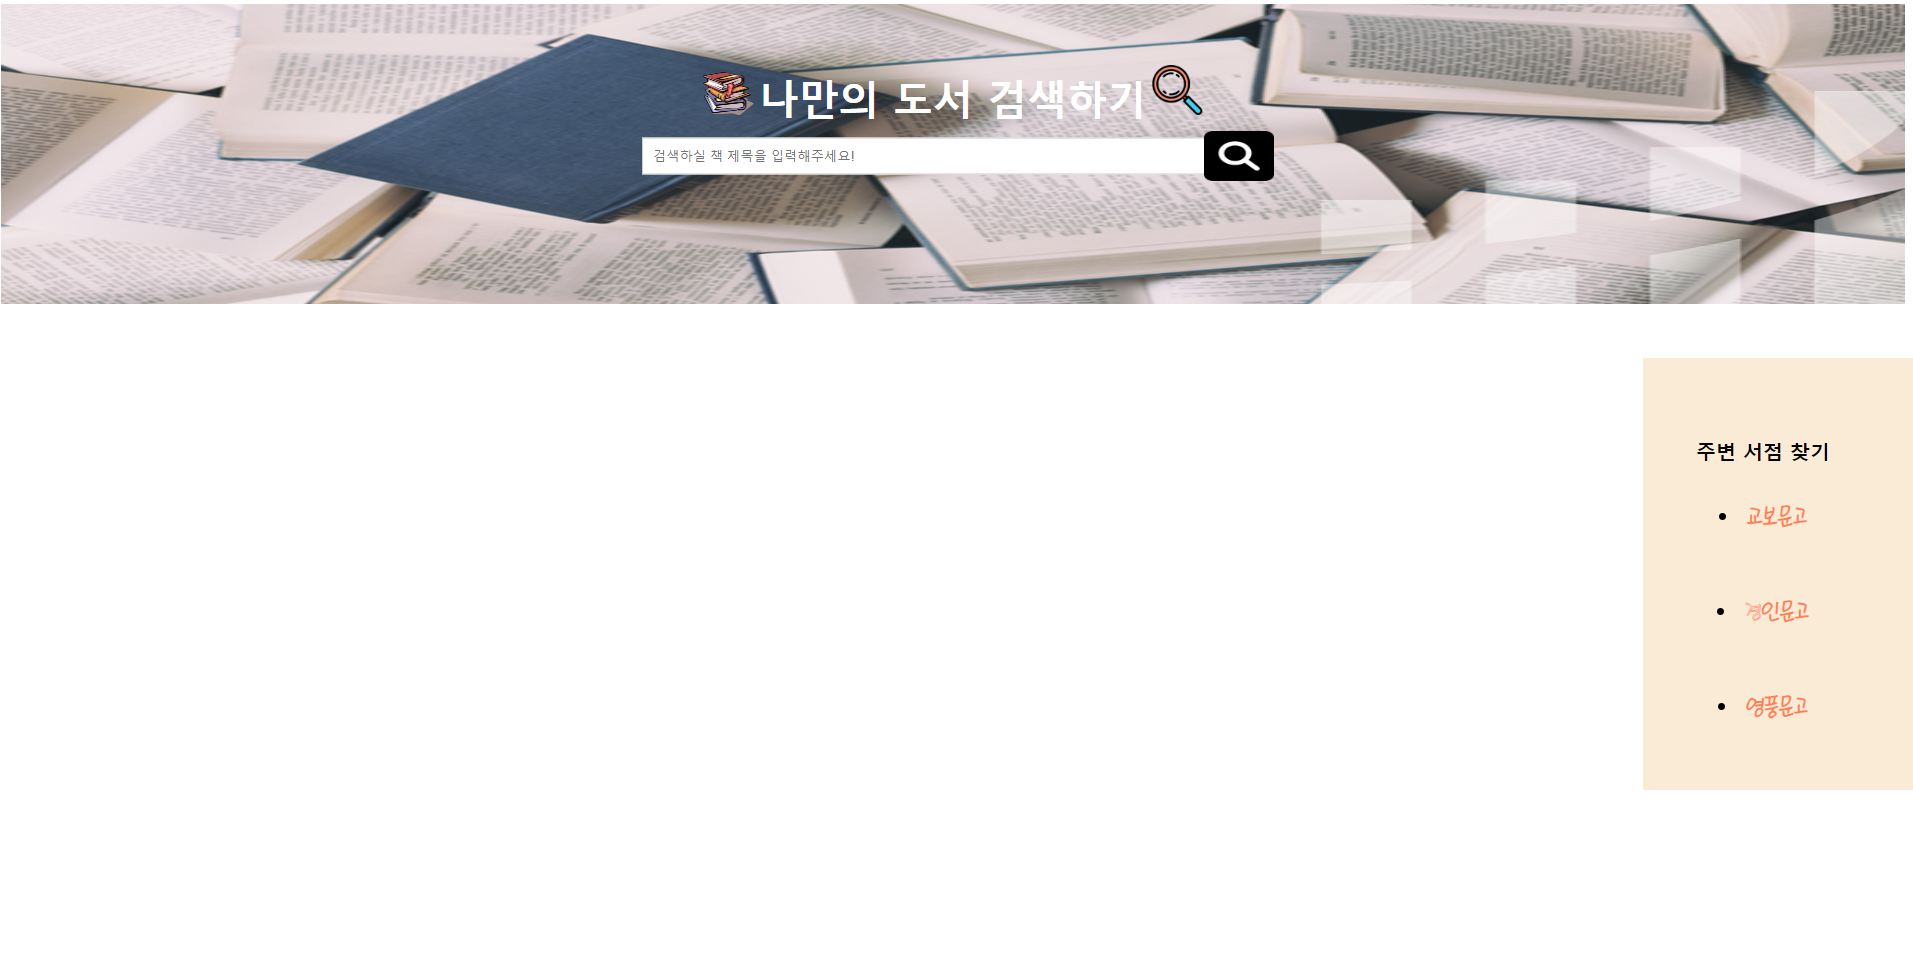 나만의 도서 검색하기
검색하실 책 제목을 입력해주세요!
주변 서점 찾기
교보문고
경인문고
영풍문고